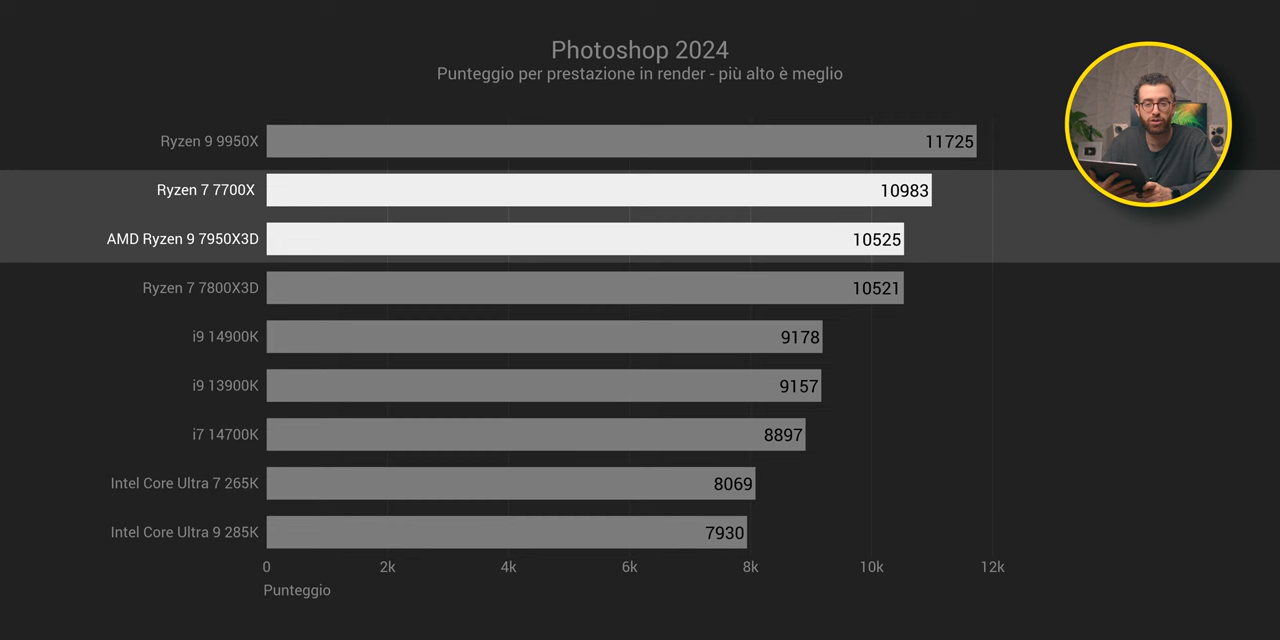 Photoshop 2024
Punteggio per prestazione in render - più alto è meglio
Ryzen 9 9950X 11725
Ryzen 7 7700X 10983
AMD Ryzen 9 7950X3D 10525
Ryzen 7 7800X3D 10521
i9 14900K 9178
i9 13900K 9157
i7 14700K 8897
Intel Core Ultra 7 265K 8069
Intel Core Ultra 9 285K 7930
0 2k 4k 6k 8k 10k 12k
Punteggio